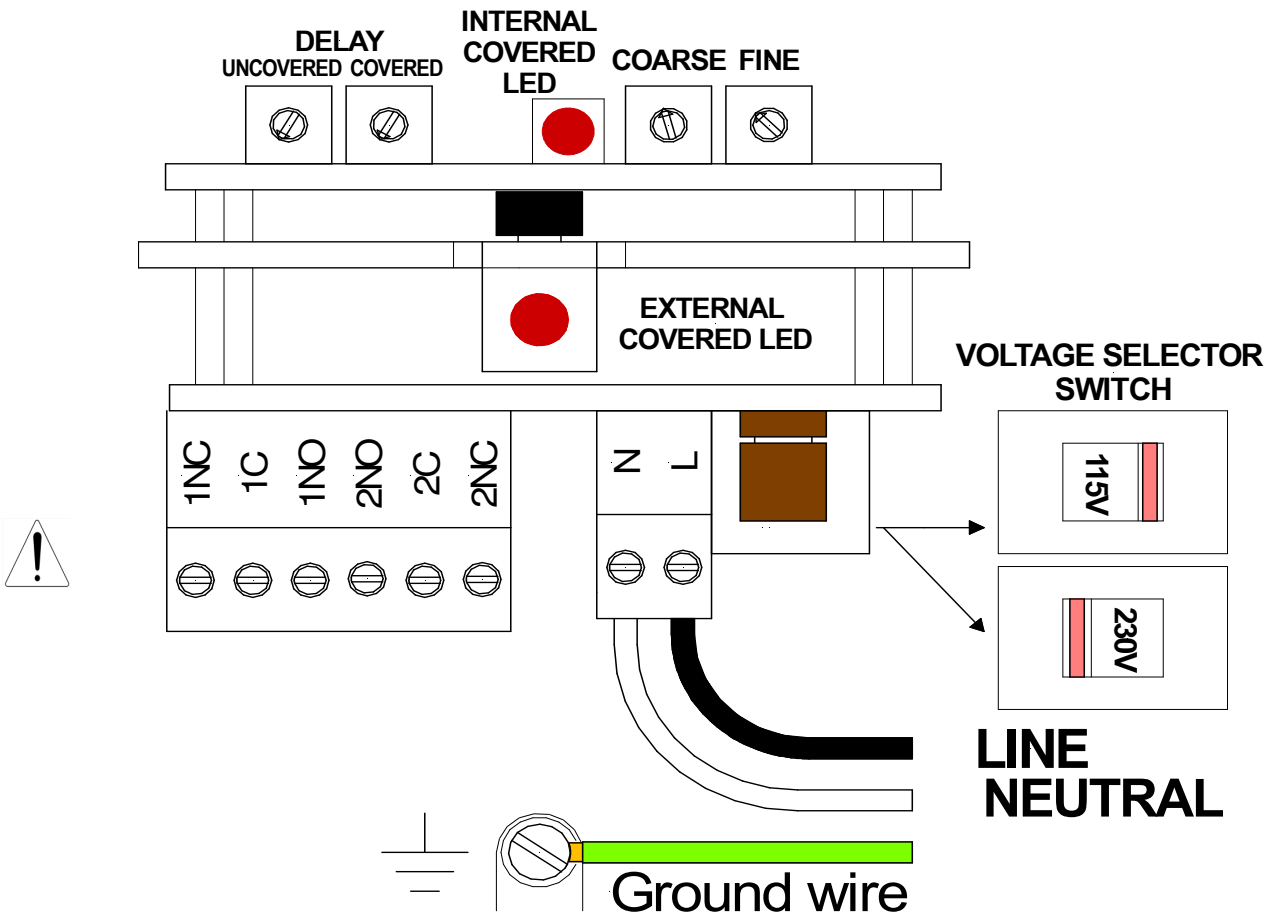 DELAY
UNCOVERED COVERED
INTERNAL
COVERED
LED
COARSE FINE
EXTERNAL
COVERED LED
VOLTAGE SELECTOR
SWITCH
1NC
1C
1NO
2NO
2C
2NC
N
L
115V
230V
!
LINE
NEUTRAL
Ground wire